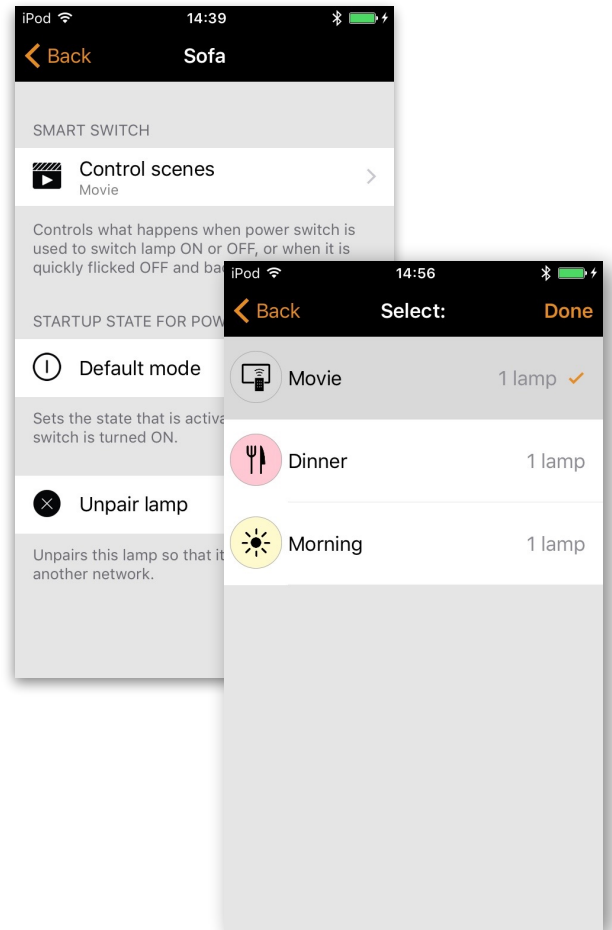 iPod 14:39
Back Sofa
SMART SWITCH
Control scenes
Movie
Controls what happens when power switch is
used to switch lamp ON or OFF, or when it is
quickly flicked OFF and
STARTUP STATE FOR
Default mode
Sets the state that is
switch is turned ON.
Unpair lamp
Unpairs this lamp so that it
another network.
iPod 14:56
Back Select: Done
Movie 1 lamp
Dinner 1 lamp
Morning 1 lamp